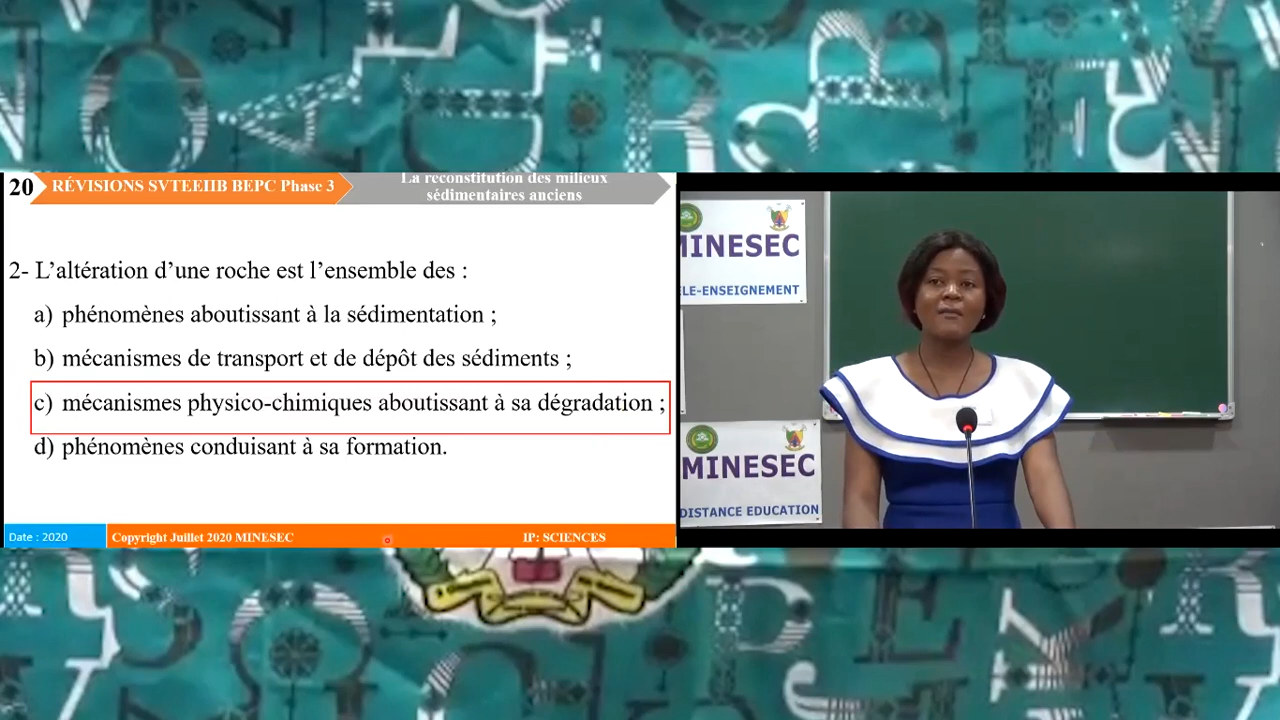 20
RÉVISIONS SVTEEHB BEPC Phase 3
La reconstitution des milieux
sédimentaires anciens
2- L’altération d’une roche est l’ensemble des :
a) phénomènes aboutissant à la sédimentation ;
b) mécanismes de transport et de dépôt des sédiments ;
c) mécanismes physico-chimiques aboutissant à sa dégradation ;
d) phénomènes conduisant à sa formation.
Date : 2020
Copyright Juillet 2020 MINESEC
IP: SCIENCES
MINESEC
LE-ENSEIGNEMENT
MINESEC
DISTANCE EDUCATION